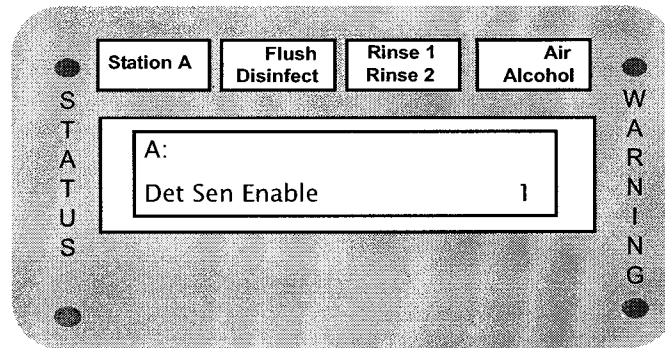 Station A
Flush
Disinfect
Rinse 1
Rinse 2
Air
Alcohol
STATUS
A:
Det Sen Enable 1
WARNING